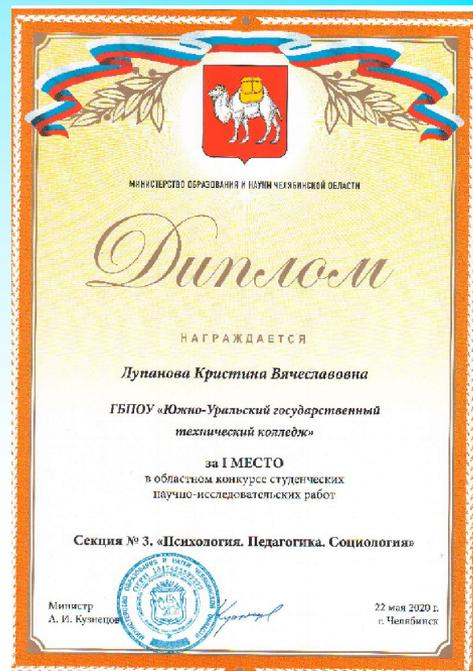 МИНИСТЕРСТВО ОБРАЗОВАНИЯ И НАУКИ ЧЕЛЯБИНСКОЙ ОБЛАСТИ
Диплом
НАГРАЖДАЕТСЯ
Лупанова Кристина Вячеславовна
ГБПОУ «Южно-Уральский государственный
технический колледж»
за I МЕСТО
в областном конкурсе студенческих
научно-исследовательских работ
Секция № 3. «Психология. Педагогика. Социология»
Министр
А. И. Кузнецов
22 мая 2020 г.
г. Челябинск